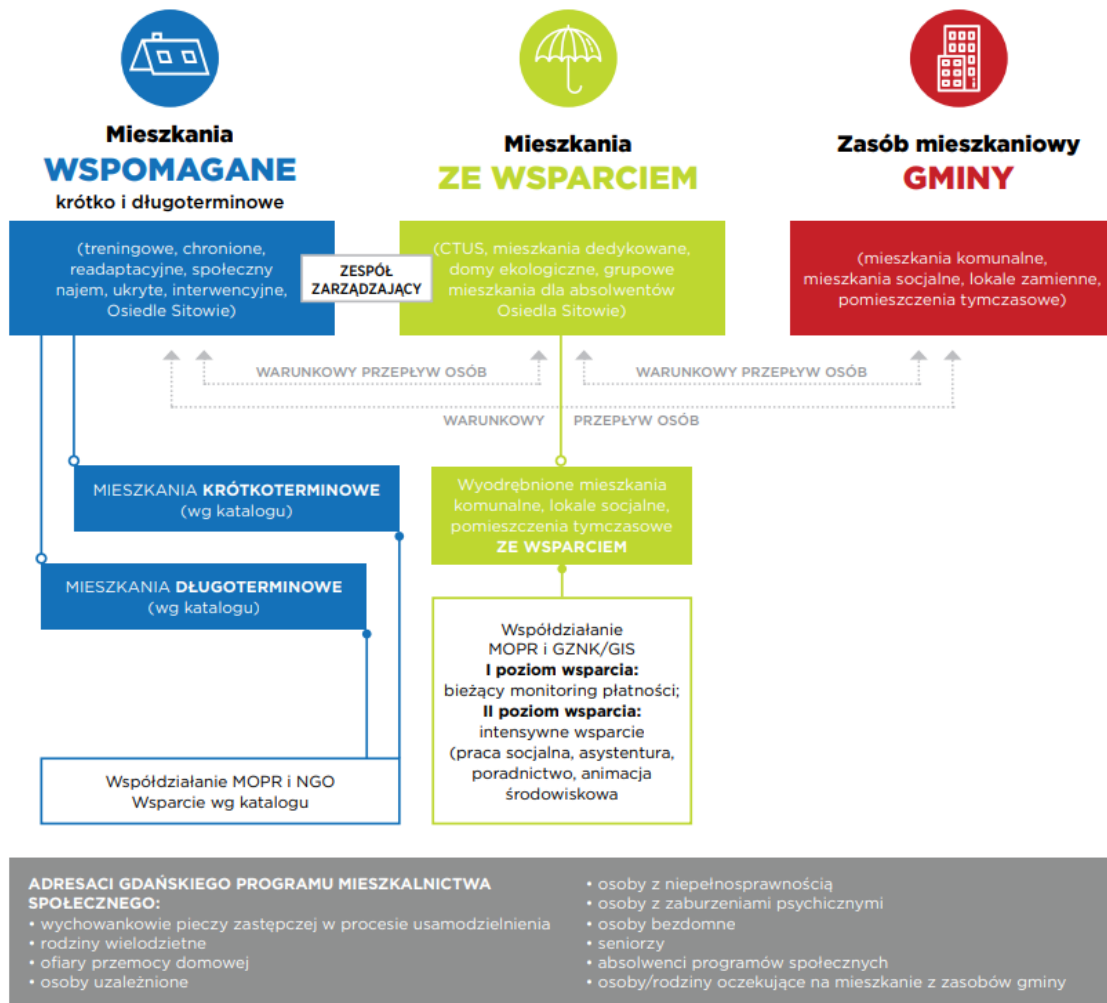 Mieszkania
WSPOMAGANE
krótko i długoterminowe
(treningowe, chronione,
readaptacyjne, społeczny
najem, ukryte, interwencyjne,
Osiedle Sitowie)
ZESPÓŁ
ZARZĄDZAJĄCY
Mieszkania
ZE WSPARCIEM
(CTUS, mieszkania dedykowane,
domy ekologiczne, grupowe
mieszkania dla absolwentów
Osiedla Sitowie)
Zasób mieszkaniowy
GMINY
(mieszkania komunalne,
mieszkania socjalne, lokale zamienne,
pomieszczenia tymczasowe)
WARUNKOWY PRZEPŁYW OSÓB
WARUNKOWY PRZEPŁYW OSÓB
WARUNKOWY PRZEPŁYW OSÓB
MIESZKANIA KRÓTKOTERMINOWE
(wg katalogu)
MIESZKANIA DŁUGOTERMINOWE
(wg katalogu)
Współdziałanie MOPR i NGO
Wsparcie wg katalogu
Wyodrębnione mieszkania
komunalne, lokale socjalne,
pomieszczenia tymczasowe
ZE WSPARCIEM
Współdziałanie
MOPR i GZNK/GIS
I poziom wsparcia:
bieżący monitoring płatności;
II poziom wsparcia:
intensywne wsparcie
(praca socjalna, asystentura,
poradnictwo, animacja
środowiskowa
ADRESACI GDAŃSKIEGO PROGRAMU MIESZKALNICTWA
SPOŁECZNEGO:
• wychowankowie pieczy zastępczej w procesie usamodzielnienia
• rodziny wielodzietne
• ofiary przemocy domowej
• osoby uzależnione
• osoby z niepełnosprawnością
• osoby z zaburzeniami psychicznymi
• osoby bezdomne
• seniorzy
• absolwenci programów społecznych
• osoby/rodziny oczekujące na mieszkanie z zasobów gminy